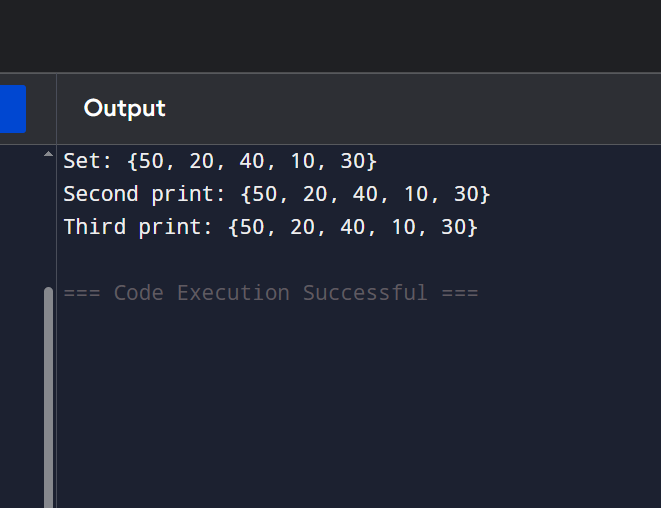 Output
Set: {50, 20, 40, 10, 30}
Second print: {50, 20, 40, 10, 30}
Third print: {50, 20, 40, 10, 30}
=== Code Execution Successful ===